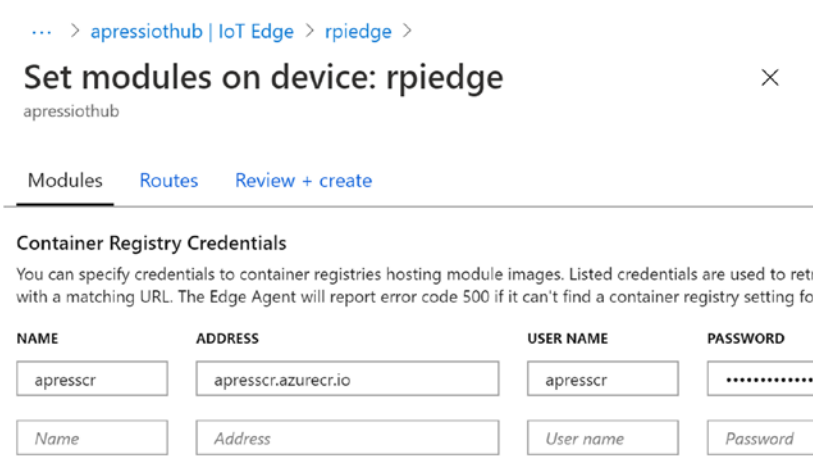 ... > apressiothub | IoT Edge > rpiedge >
Set modules on device: rpiedge
apressiothub
Modules Routes Review + create
Container Registry Credentials
You can specify credentials to container registries hosting module images. Listed credentials are used to
with a matching URL. The Edge Agent will report error code 500 if it can't find a container registry setting
NAME ADDRESS USER NAME PASSWORD
apresscr apresscr.azurecr.io apresscr
Name Address User name Password